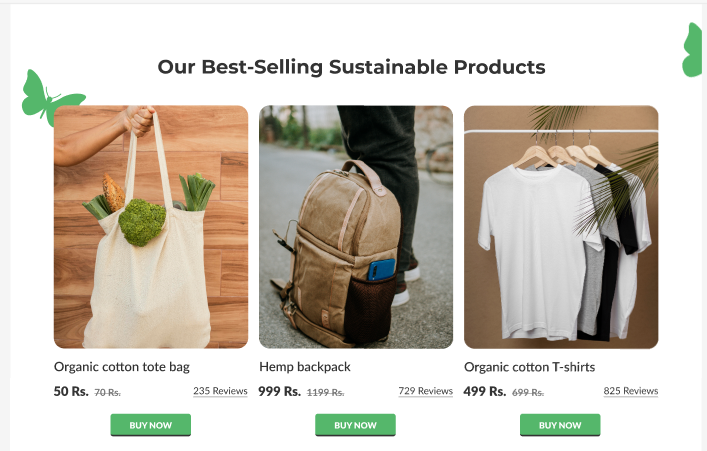 Our Best-Selling Sustainable Products
Organic cotton tote bag
50 Rs. 70 Rs. 235 Reviews
BUY NOW
Hemp backpack
999 Rs. 1199 Rs. 729 Reviews
BUY NOW
Organic cotton T-shirts
499 Rs. 699 Rs. 825 Reviews
BUY NOW